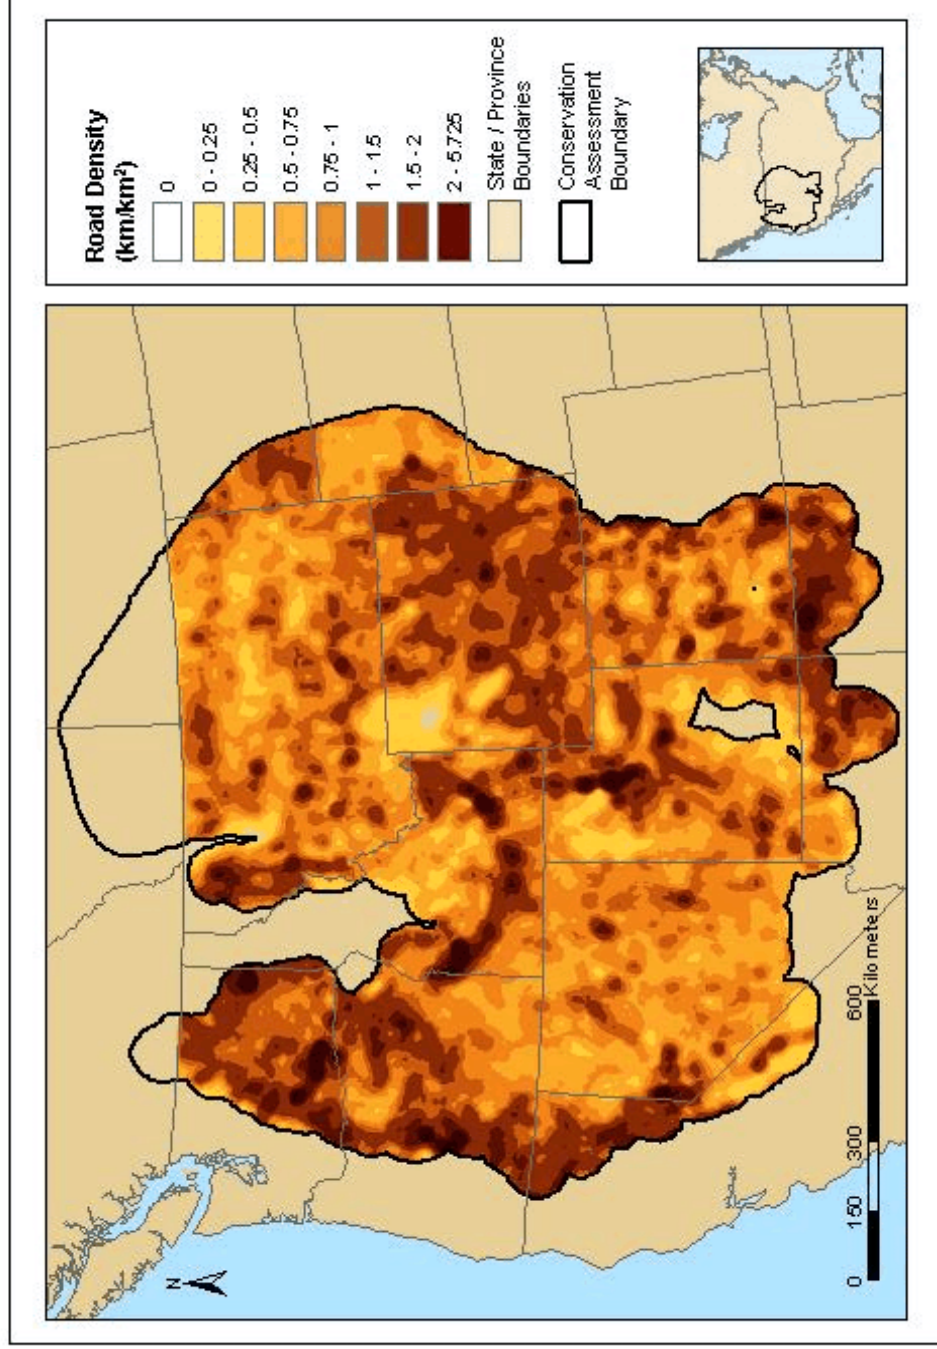 Road Density
(km/km²)
0
0 - 0.25
0.25 - 0.5
0.5 - 0.75
0.75 - 1
1 - 1.5
1.5 - 2
2 - 5.725
State / Province
Boundaries
Conservation
Assessment
Boundary
N
0 150 300 600
Kilometers